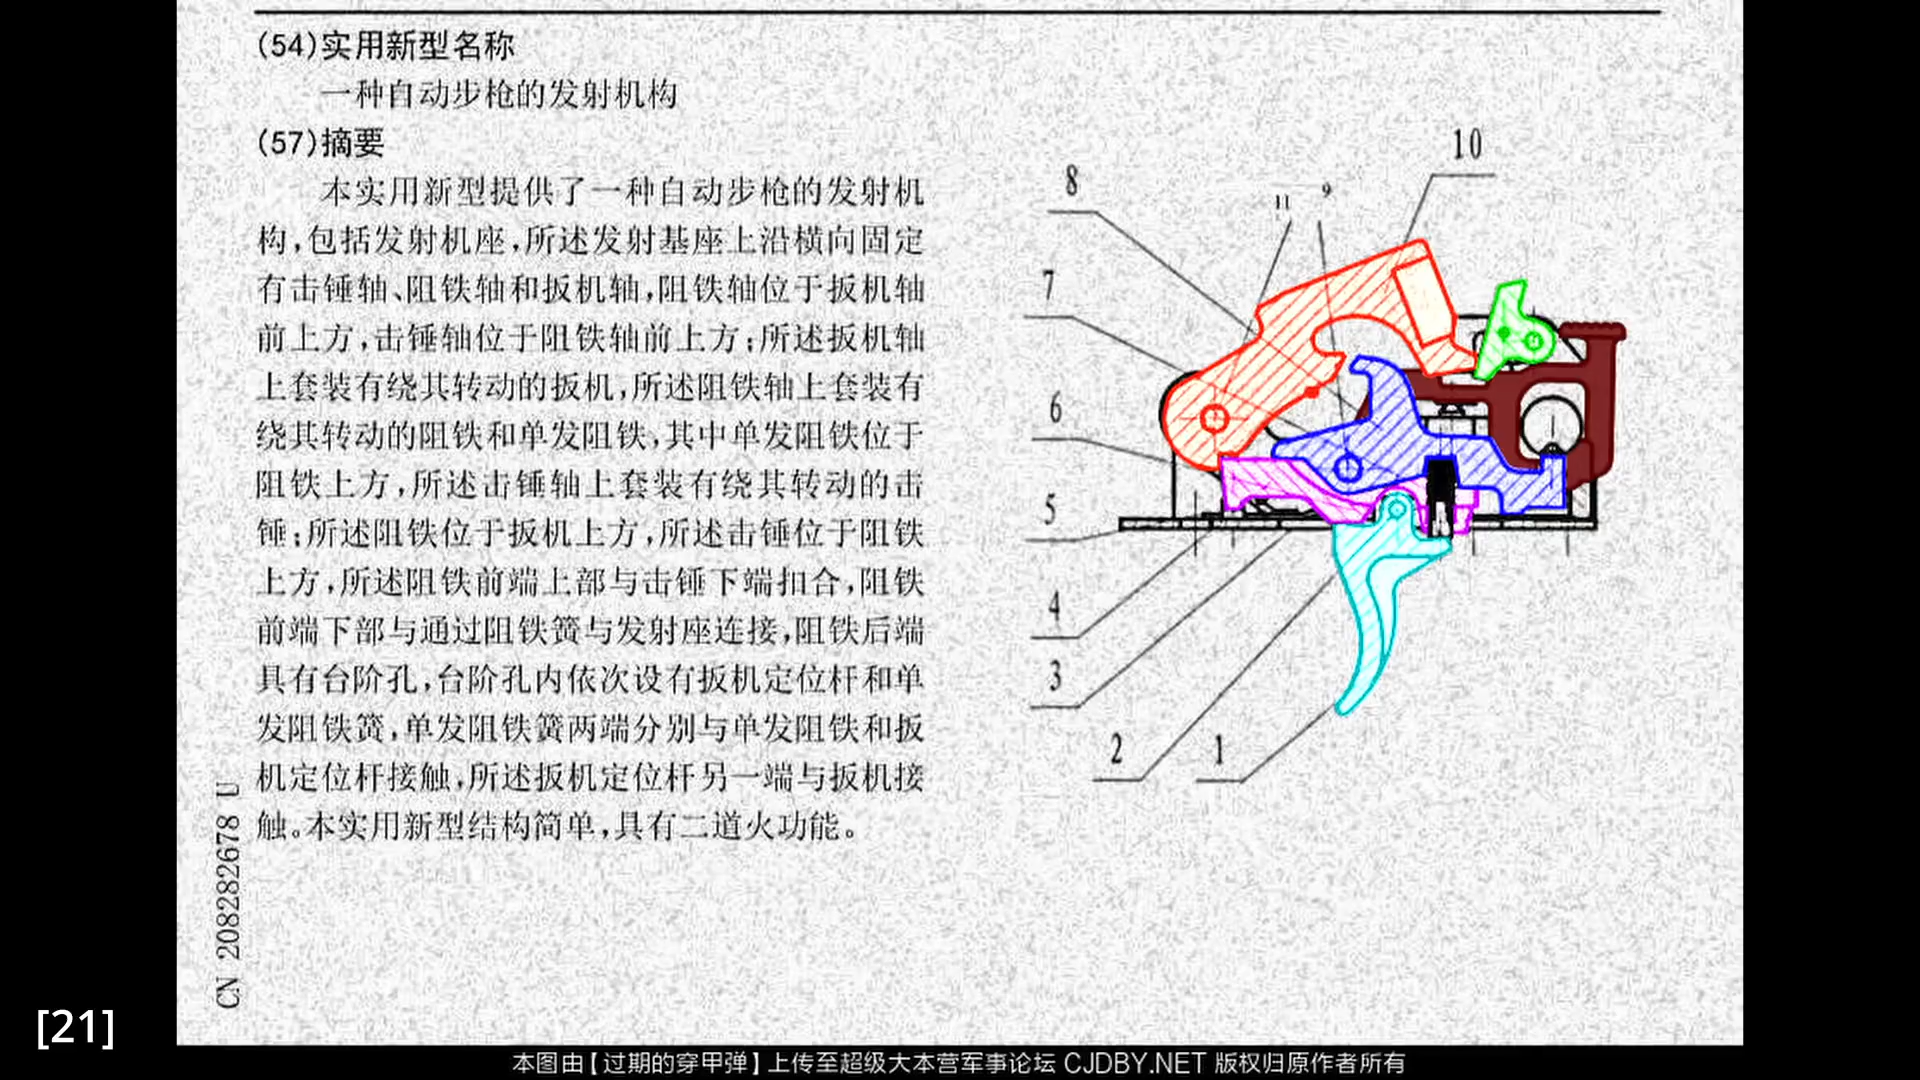 (54)实用新型名称
一种自动步枪的发射机构
(57)摘要
本实用新型提供了一种自动步枪的发射机
构,包括发射机座,所述发射基座上沿横向固定
有击锤轴、阻铁轴和扳机轴,阻铁轴位于扳机轴
前上方,击锤轴位于阻铁轴前上方;所述扳机轴
上套装有绕其转动的扳机,所述阻铁轴上套装有
绕其转动的阻铁和单发阻铁,其中单发阻铁位于
阻铁上方,所述击锤轴上套装有绕其转动的击
锤;所述阻铁位于扳机上方,所述击锤位于阻铁
上方,所述阻铁前端上部与击锤下端扣合,阻铁
前端下部与通过阻铁簧与发射座连接,阻铁后端
具有台阶孔,台阶孔内依次设有扳机定位杆和单
发阻铁簧,单发阻铁簧两端分别与单发阻铁和扳
机定位杆接触,所述扳机定位杆另一端与扳机接
触。本实用新型结构简单,具有二道火功能。
CN 208282678 U
10
8
11
9
7
6
5
4
3
2
1
[21]
本图由【过期的穿甲弹】上传至超级大本营军事论坛 CJDBY.NET 版权归原作者所有